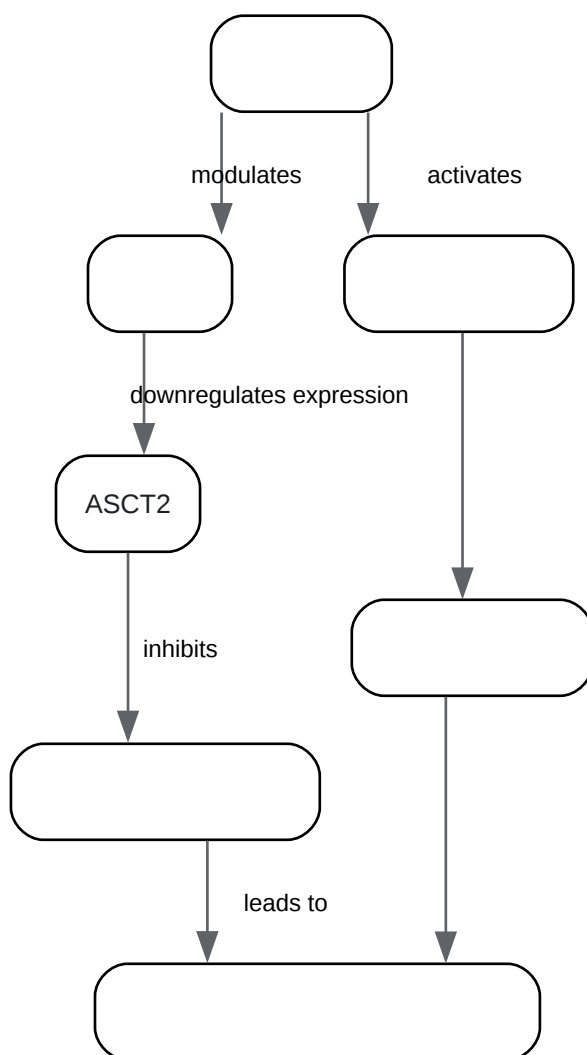 modulates
activates
downregulates expression
ASCT2
inhibits
leads to